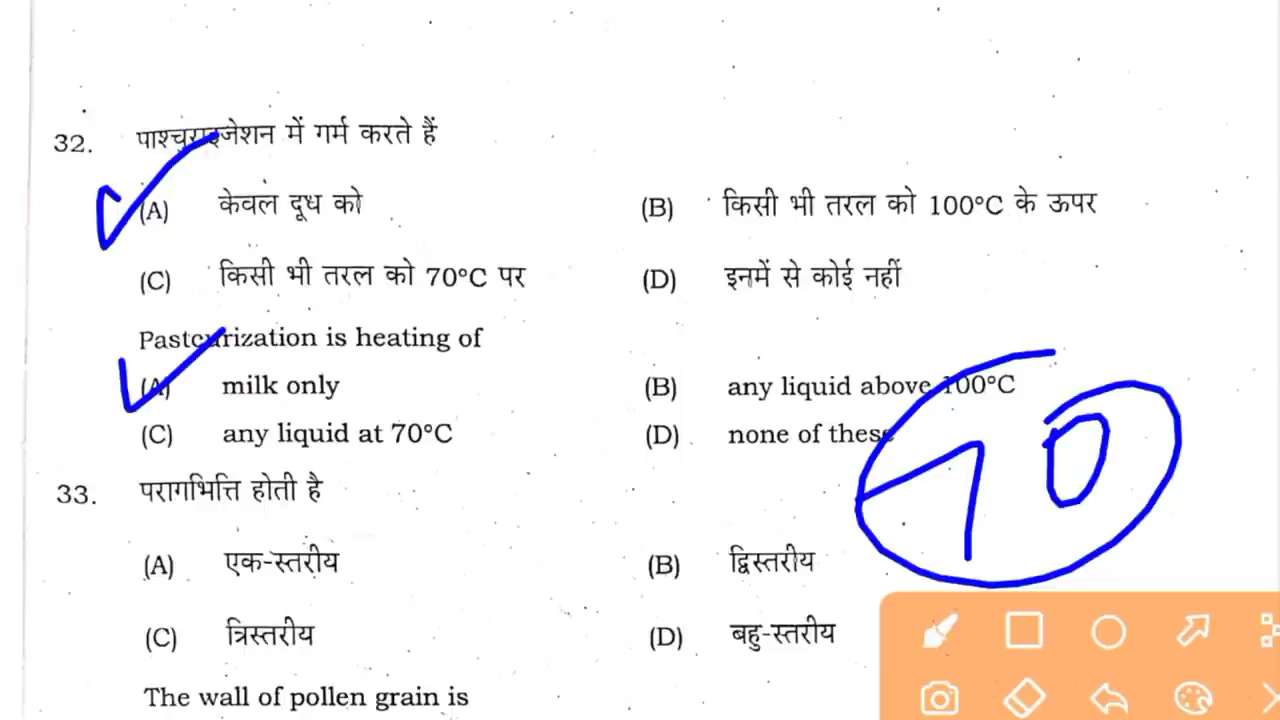 32. पाश्चुराइजेशन में गर्म करते हैं
(A) केवल दूध को (B) किसी भी तरल को 100°C के ऊपर
(C) किसी भी तरल को 70°C पर (D) इनमें से कोई नहीं
Pasteurization is heating of
(A) milk only (B) any liquid above 100°C
(C) any liquid at 70°C (D) none of these
70
33. परागभित्ति होती है
(A) एक-स्तरीय (B) द्विस्तरीय
(C) त्रिस्तरीय (D) बहु-स्तरीय
The wall of pollen grain is